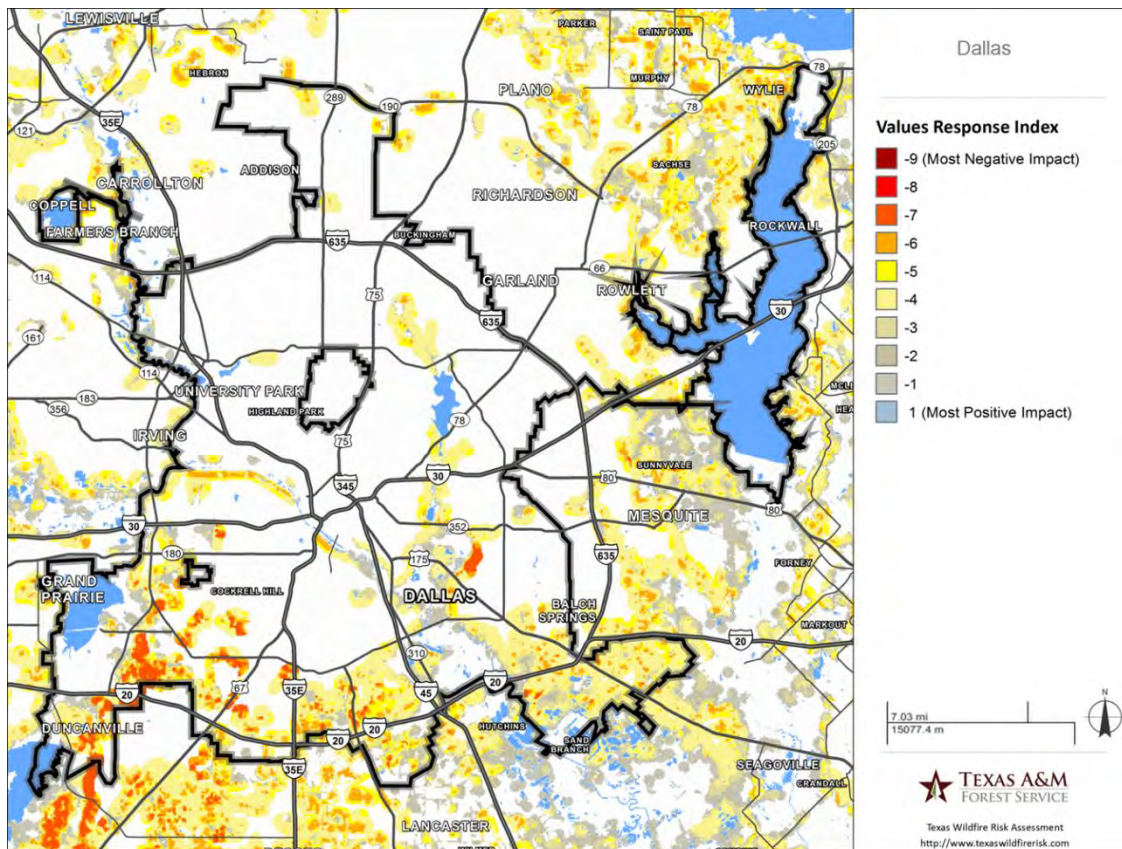 LEWISVILLE
PARKER
SAINT PAUL
HEBRON
MURPHY
78
PLANO
WYLIE
289
190
78
35E
121
205
ADDISON
SACHSE
CARROLLTON
RICHARDSON
COPPELL
ROCKWALL
FARMERS BRANCH
BUCKINGHAM
635
66
GARLAND
114
75
ROWLETT
30
635
161
114
UNIVERSITY PARK
183
HIGHLAND PARK
356
78
IRVING
75
30
SUNNYVALE
80
345
MESQUITE
80
30
352
635
180
175
FORNEY
GRAND
PRAIRIE
COCKRELL HILL
DALLAS
BALCH
SPRINGS
MARKOUT
20
310
67
20
35E
45
20
DUNCANVILLE
20
20
HUTCHINS
SAND
BRANCH
35E
SEAGOVILLE
CRANDALL
LANCASTER
Dallas
Values Response Index
-9 (Most Negative Impact)
-8
-7
-6
-5
-4
-3
-2
-1
1 (Most Positive Impact)
7.03 mi
15077.4 m
N
TEXAS A&M
FOREST SERVICE
Texas Wildfire Risk Assessment
http://www.texaswildfirerisk.com